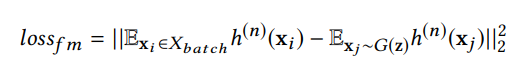 loss_{fm} = ||𝔼_{x_i ∈ X_{batch}} h^{(n)}(x_i) − 𝔼_{x_j∼G(z)} h^{(n)}(x_j)||_2^2